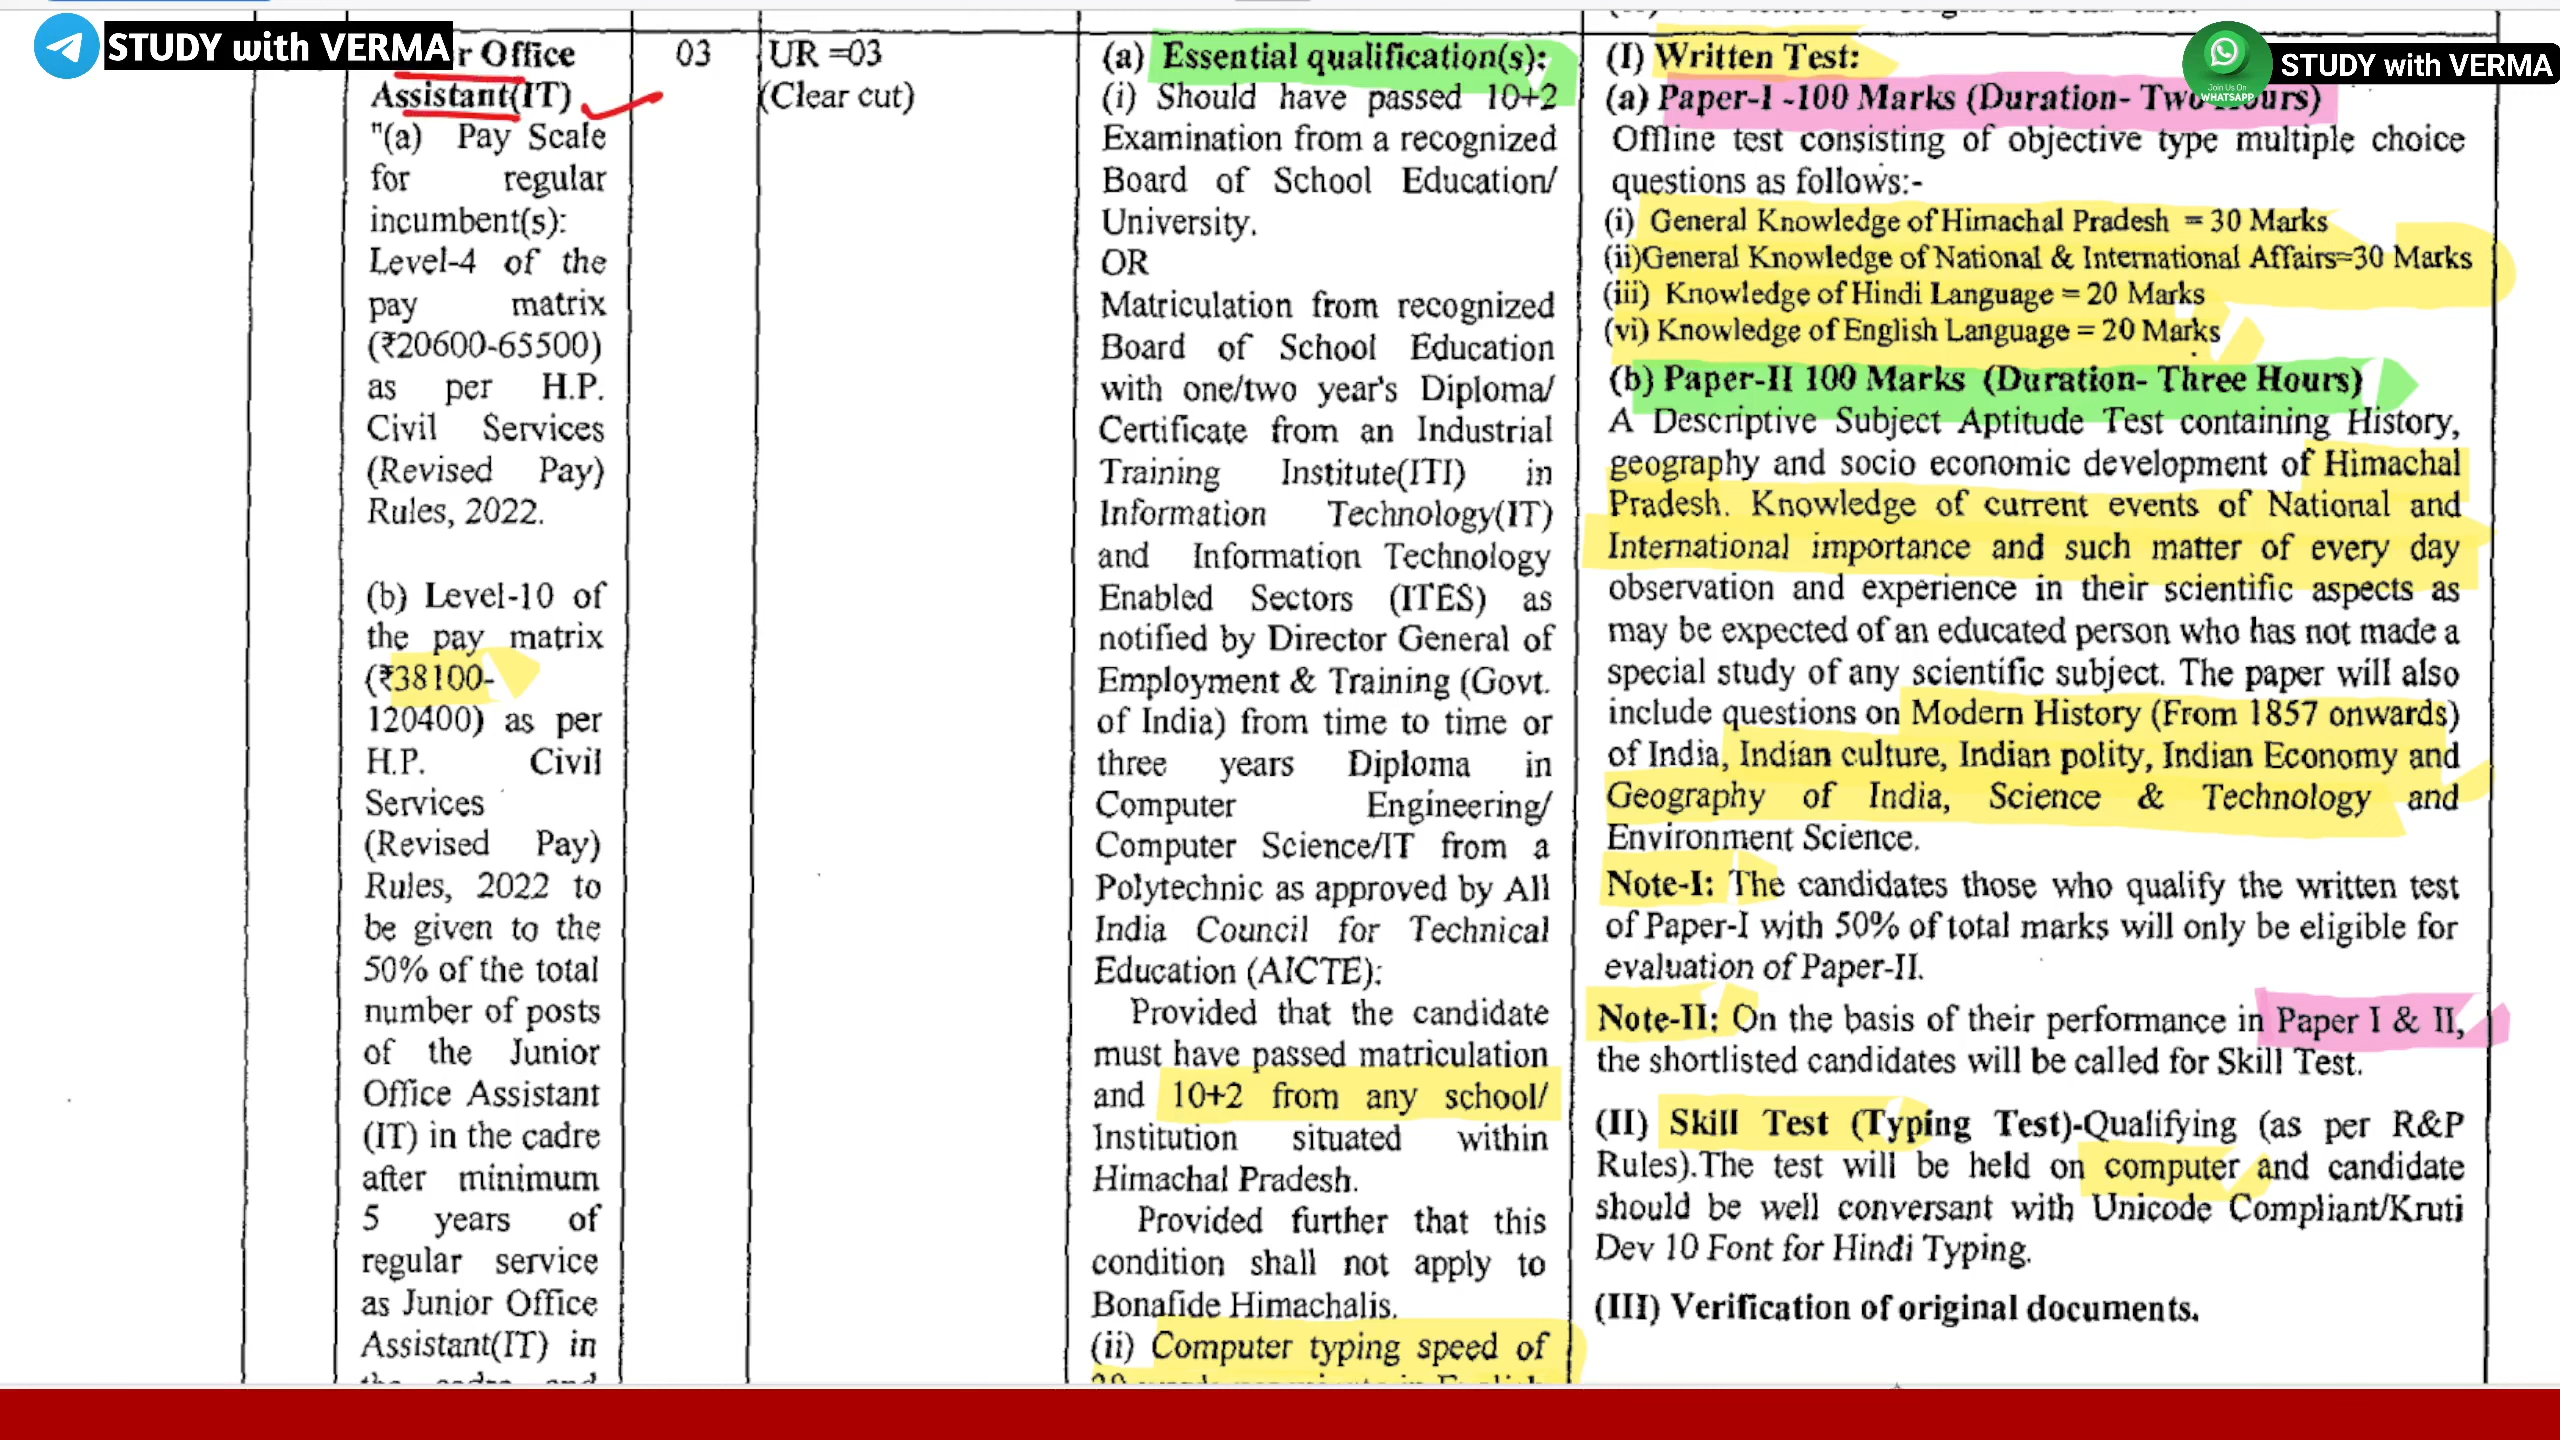 STUDY with VERMA
r Office
Assistant(IT)
"(a) Pay Scale
for regular
incumbent(s):
Level-4 of the
pay matrix
(₹20600-65500)
as per H.P.
Civil Services
(Revised Pay)
Rules, 2022.
(b) Level-10 of
the pay matrix
(₹38100-
120400) as per
H.P. Civil
Services
(Revised Pay)
Rules, 2022 to
be given to the
50% of the total
number of posts
of the Junior
Office Assistant
(IT) in the cadre
after minimum
5 years of
regular service
as Junior Office
Assistant(IT) in
03
UR =03
(Clear cut)
(a) Essential qualification(s):
(i) Should have passed 10+2
Examination from a recognized
Board of School Education/
University.
OR
Matriculation from recognized
Board of School Education
with one/two year's Diploma/
Certificate from an Industrial
Training Institute(ITI) in
Information Technology(IT)
and Information Technology
Enabled Sectors (ITES) as
notified by Director General of
Employment & Training (Govt.
of India) from time to time or
three years Diploma in
Computer Engineering/
Computer Science/IT from a
Polytechnic as approved by All
India Council for Technical
Education (AICTE):
Provided that the candidate
must have passed matriculation
and 10+2 from any school/
Institution situated within
Himachal Pradesh.
Provided further that this
condition shall not apply to
Bonafide Himachalis.
(ii) Computer typing speed of
(I) Written Test:
(a) Paper-I -100 Marks (Duration- Two Hours)
Offline test consisting of objective type multiple choice
questions as follows:-
(i) General Knowledge of Himachal Pradesh = 30 Marks
(ii)General Knowledge of National & International Affairs=30 Marks
(iii) Knowledge of Hindi Language = 20 Marks
(vi) Knowledge of English Language = 20 Marks
(b) Paper-II 100 Marks (Duration- Three Hours)
A Descriptive Subject Aptitude Test containing History,
geography and socio economic development of Himachal
Pradesh. Knowledge of current events of National and
International importance and such matter of every day
observation and experience in their scientific aspects as
may be expected of an educated person who has not made a
special study of any scientific subject. The paper will also
include questions on Modern History (From 1857 onwards)
of India, Indian culture, Indian polity, Indian Economy and
Geography of India, Science & Technology and
Environment Science.
Note-I: The candidates those who qualify the written test
of Paper-I with 50% of total marks will only be eligible for
evaluation of Paper-II.
Note-II: On the basis of their performance in Paper I & II,
the shortlisted candidates will be called for Skill Test.
(II) Skill Test (Typing Test)-Qualifying (as per R&P
Rules).The test will be held on computer and candidate
should be well conversant with Unicode Compliant/Kruti
Dev 10 Font for Hindi Typing.
(III) Verification of original documents.
Join Us On
WHATSAPP
STUDY with VERMA